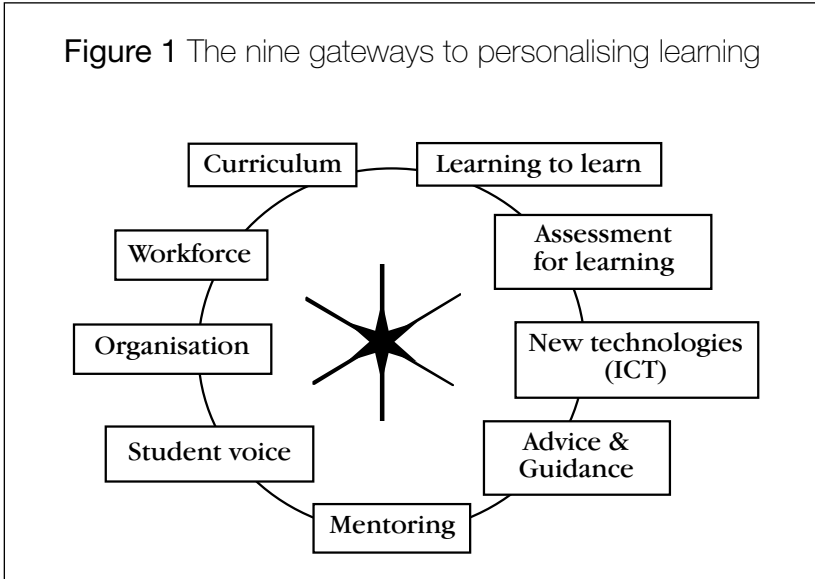 Figure 1 The nine gateways to personalising learning
Curriculum
Learning to learn
Workforce
Assessment
for learning
Organisation
New technologies
(ICT)
Student voice
Advice &
Guidance
Mentoring